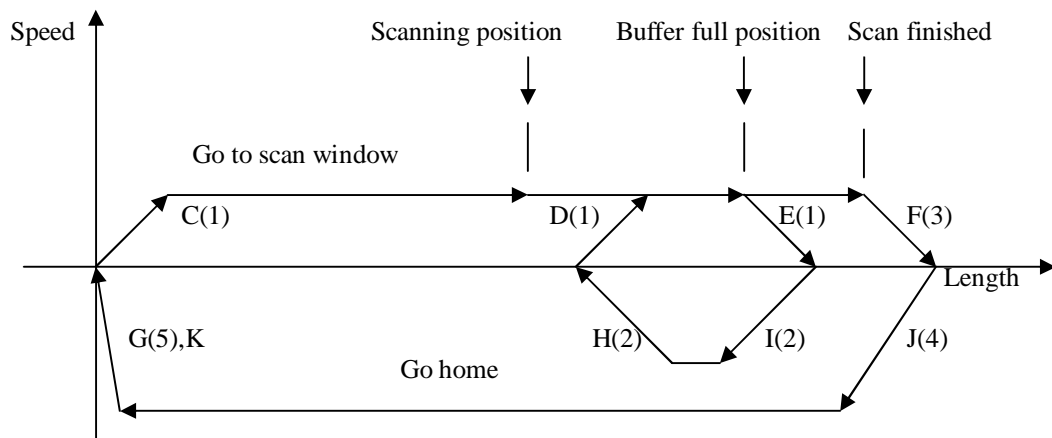 Speed
Scanning position
Buffer full position
Scan finished
Go to scan window
C(1)
D(1)
E(1)
F(3)
Length
G(5),K
H(2)
I(2)
J(4)
Go home